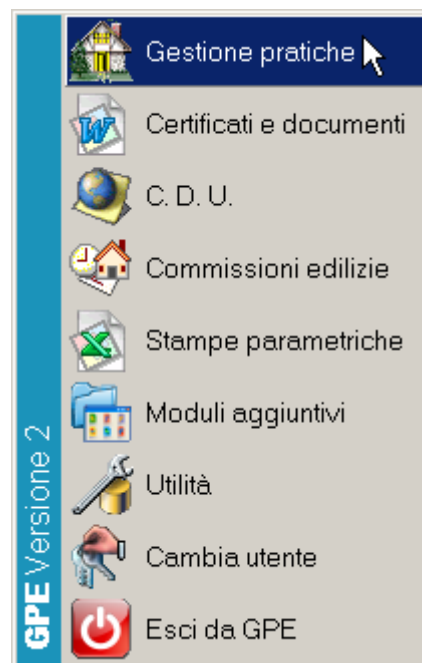 Gestione pratiche
Certificati e documenti
C. D. U.
Commissioni edilizie
Stampe parametriche
Moduli aggiuntivi
Utilità
Cambia utente
Esci da GPE
GPE Versione 2